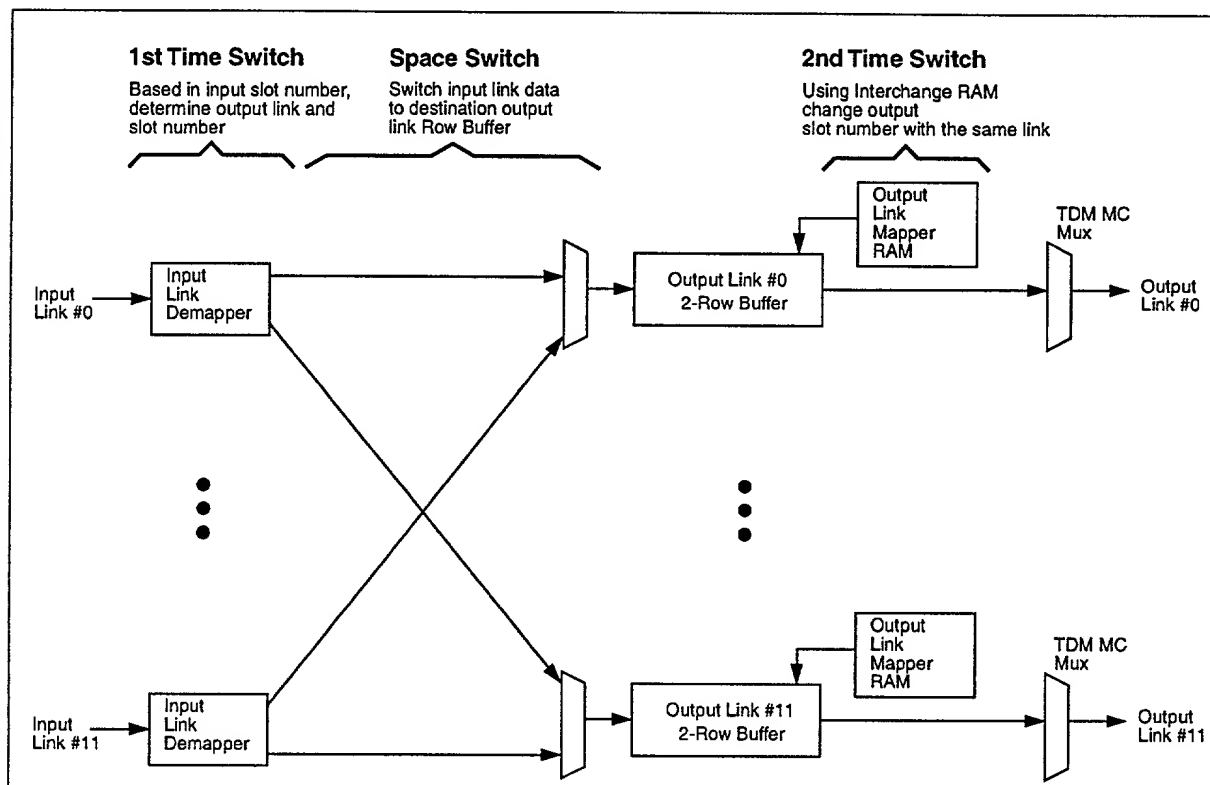 1st Time Switch
Based in input slot number,
determine output link and
slot number
Space Switch
Switch input link data
to destination output
link Row Buffer
2nd Time Switch
Using Interchange RAM
change output
slot number with the same link
Output
Link
Mapper
RAM
TDM MC
Mux
Input
Link #0
Input
Link
Demapper
Output Link #0
2-Row Buffer
Output
Link #0
Output
Link
Mapper
RAM
TDM MC
Mux
Input
Link #11
Input
Link
Demapper
Output Link #11
2-Row Buffer
Output
Link #11